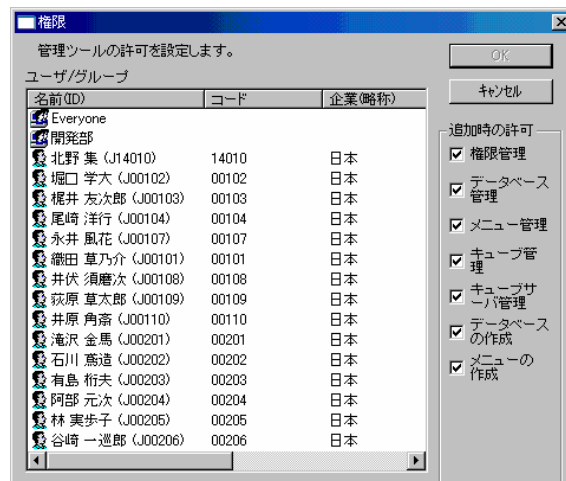 権限
管理ツールの許可を設定します。
ユーザ/グループ
名前(ID) コード 企業(略称)
Everyone
開発部
北野 集 (J14010) 14010 日本
堀口 学大 (J00102) 00102 日本
梶井 友次郎 (J00103) 00103 日本
尾崎 洋行 (J00104) 00104 日本
永井 風花 (J00107) 00107 日本
織田 草乃介 (J00101) 00101 日本
井伏 須磨次 (J00108) 00108 日本
荻原 草太郎 (J00109) 00109 日本
井原 角斎 (J00110) 00110 日本
滝沢 金馬 (J00201) 00201 日本
石川 蔦造 (J00202) 00202 日本
有島 桁夫 (J00203) 00203 日本
阿部 元次 (J00204) 00204 日本
林 実歩子 (J00205) 00205 日本
谷崎 一巡郎 (J00206) 00206 日本
OK
キャンセル
追加時の許可
権限管理
データベース
管理
メニュー管理
キューブ管
理
キューブサ
ーバ管理
データベース
の作成
メニューの
作成